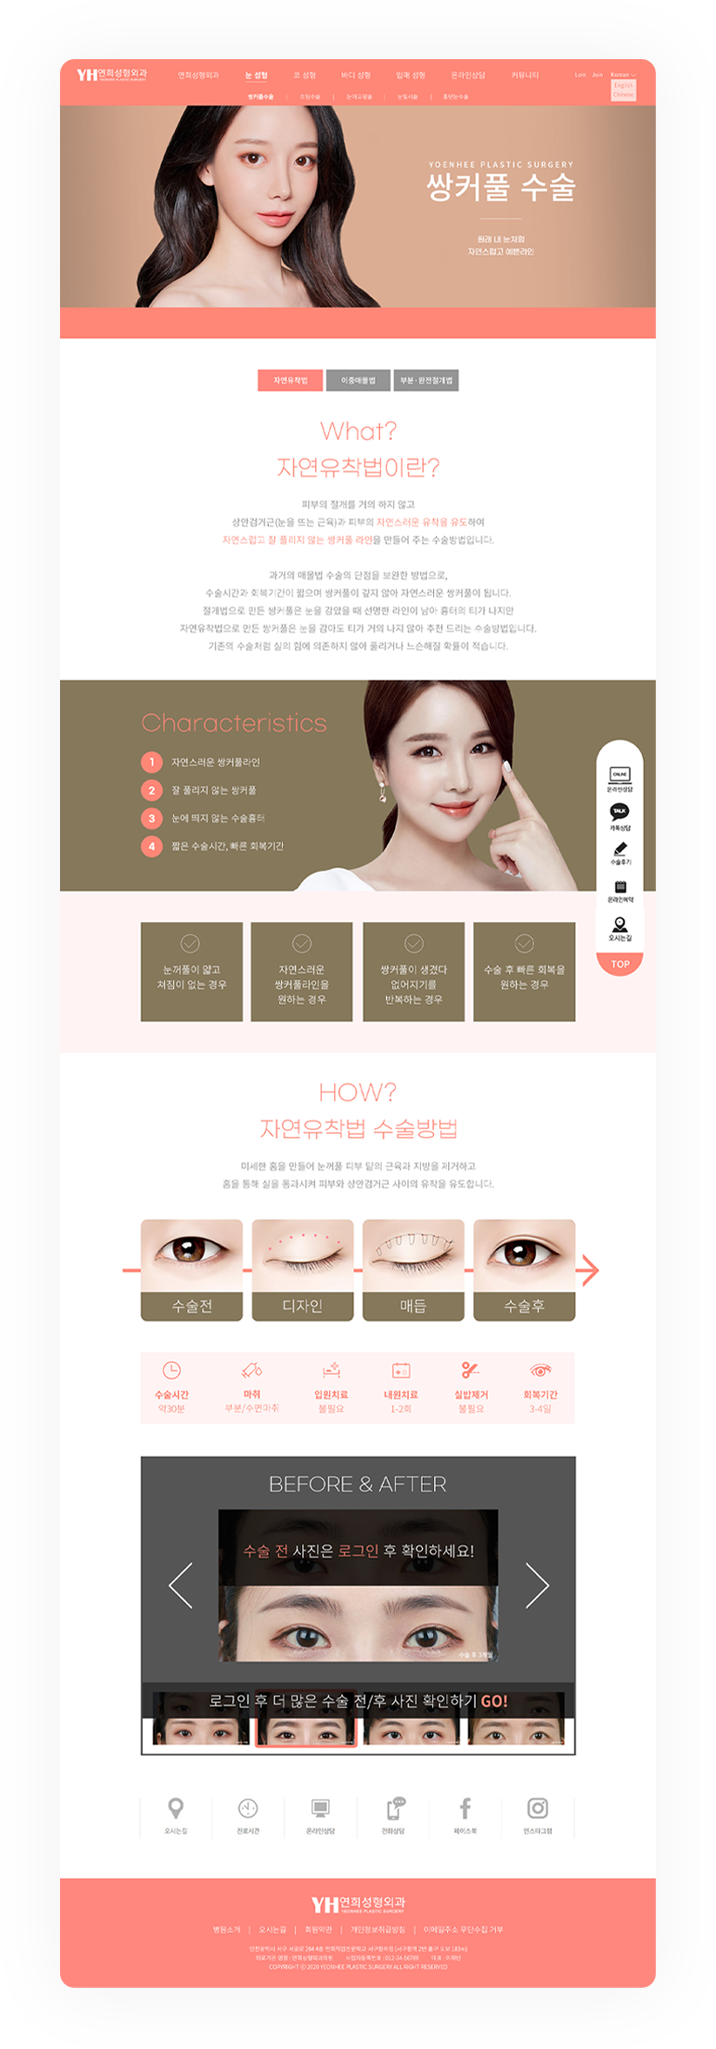 YH연희성형외과
YEONHEE PLASTIC SURGERY
연희성형외과 눈 성형 코 성형 바디 성형 입매 성형 온라인상담 커뮤니티
Join Korean
English
Chinese
쌍커풀수술
YOENHEE PLASTIC SURGERY
쌍커풀 수술
원래 내 눈처럼
자연스럽고 예쁜라인
자연유착법 이중매몰법 부분·완전절개법
What?
자연유착법이란?
피부의 절개를 거의 하지 않고
상안검거근(눈을 뜨는 근육)과 피부의 자연스러운 유착을 유도하여
자연스럽고 잘 풀리지 않는 쌍커풀 라인을 만들어 주는 수술방법입니다.
과거의 매몰법 수술의 단점을 보완한 방법으로,
수술시간과 회복기간이 짧으며 쌍커풀이 깊지 않아 자연스러운 쌍커풀이 됩니다.
절개법으로 만든 쌍커풀은 눈을 감았을 때 선명한 라인이 남아 흉터의 티가 나지만
자연유착법으로 만든 쌍커풀은 눈을 감아도 티가 거의 나지 않아 추천 드리는 수술방법입니다.
기존의 수술처럼 실의 힘에 의존하지 않아 풀리거나 느슨해질 확률이 적습니다.
Characteristics
1 자연스러운 쌍커풀라인
2 잘 풀리지 않는 쌍커풀
3 눈에 띄지 않는 수술흉터
4 짧은 수술시간, 빠른 회복기간
ONLINE
온라인상담
TALK
카톡상담
수술후기
온라인예약
오시는길
TOP
눈꺼풀이 얇고
쳐짐이 없는 경우
자연스러운
쌍커풀라인을
원하는 경우
쌍커풀이 생겼다
없어지기를
반복하는 경우
수술 후 빠른 회복을
원하는 경우
HOW?
자연유착법 수술방법
미세한 홈을 만들어 눈꺼풀 피부 밑의 근육과 지방을 제거하고
홈을 통해 실을 통과시켜 피부와 상안검거근 사이의 유착을 유도합니다.
수술전 디자인 매듭 수술후
수술시간 마취 입원치료 내원치료 실밥제거 회복기간
약30분 부분/수면마취 불필요 1-2회 불필요 3-4일
BEFORE & AFTER
수술 전 사진은 로그인 후 확인하세요!
수술 후 3개월
로그인 후 더 많은 수술 전/후 사진 확인하기 GO!
오시는길 진료시간 온라인상담 전화상담 페이스북 인스타그램
YH연희성형외과
YEONHEE PLASTIC SURGERY
병원소개 | 오시는길 | 회원약관 | 개인정보취급방침 | 이메일주소 무단수집 거부
COPYRIGHT ⓒ 2020 YEONHEE PLASTIC SURGERY ALL RIGHT RESERVED